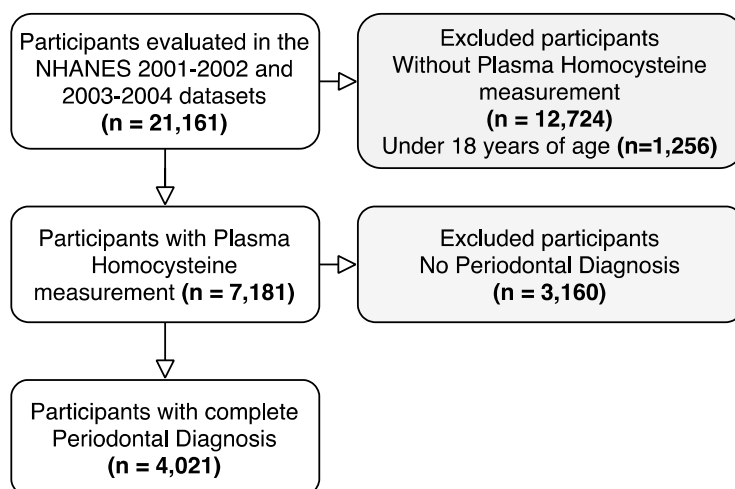 Participants evaluated in the
NHANES 2001-2002 and
2003-2004 datasets
(n = 21,161)
Excluded participants
Without Plasma Homocysteine
measurement
(n = 12,724)
Under 18 years of age (n=1,256)
Participants with Plasma
Homocysteine
measurement (n = 7,181)
Excluded participants
No Periodontal Diagnosis
(n = 3,160)
Participants with complete
Periodontal Diagnosis
(n = 4,021)